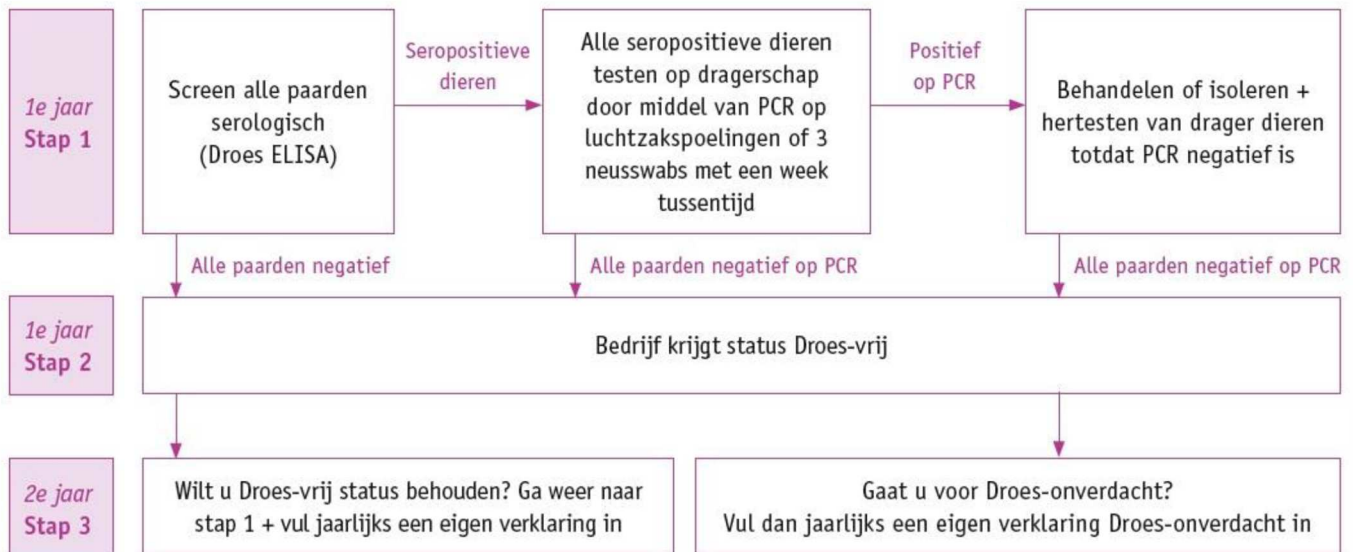 1e jaar
Stap 1
Screen alle paarden
serologisch
(Droes ELISA)
Seropositieve
dieren
Alle seropositieve dieren
testen op dragerschap
door middel van PCR op
luchtzakspoelingen of 3
neusswabs met een week
tussentijd
Positief
op PCR
Behandelen of isoleren +
hertesten van drager dieren
totdat PCR negatief is
Alle paarden negatief
Alle paarden negatief op PCR
Alle paarden negatief op PCR
1e jaar
Stap 2
Bedrijf krijgt status Droes-vrij
2e jaar
Stap 3
Wilt u Droes-vrij status behouden? Ga weer naar
stap 1 + vul jaarlijks een eigen verklaring in
Gaat u voor Droes-onverdacht?
Vul dan jaarlijks een eigen verklaring Droes-onverdacht in